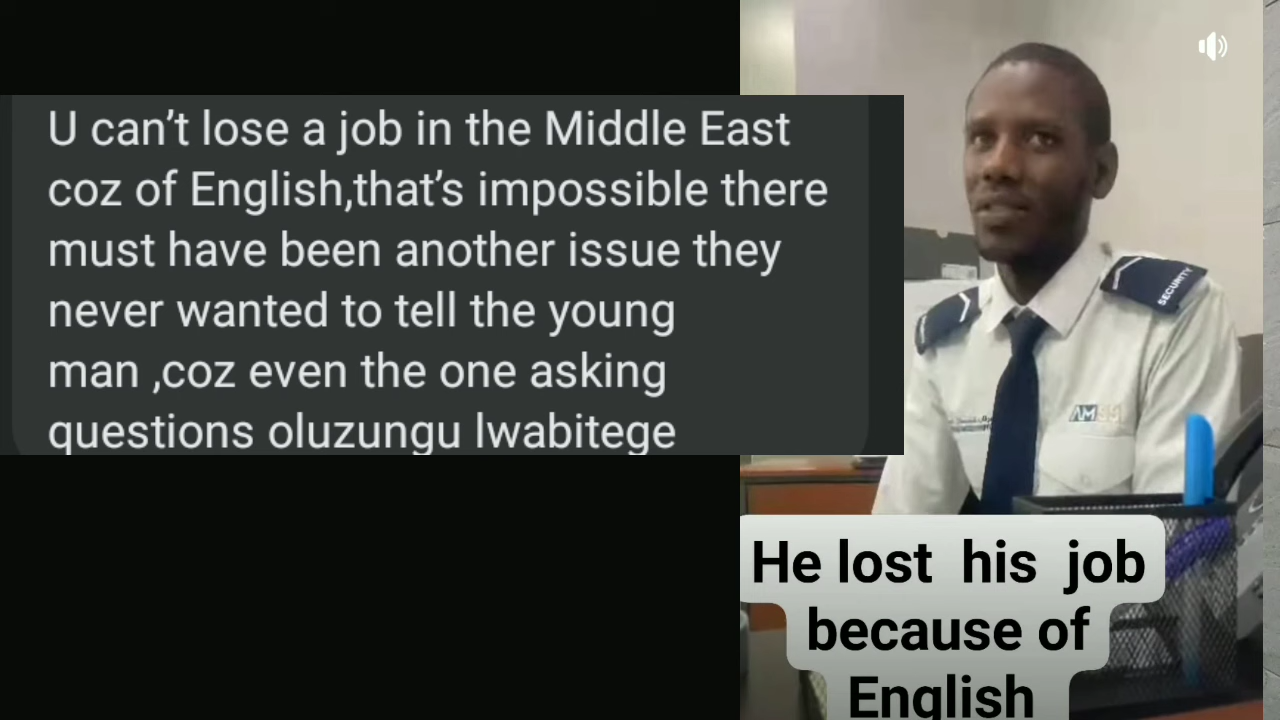 U can’t lose a job in the Middle East
coz of English,that’s impossible there
must have been another issue they
never wanted to tell the young
man ,coz even the one asking
questions oluzungu lwabitege
SECURITY
He lost his job
because of
English